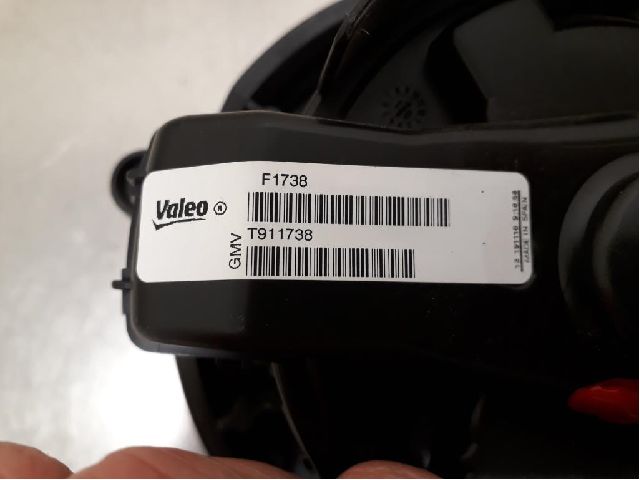 F1738
Valeo ®
T911738
GMV
MADE IN SPAIN